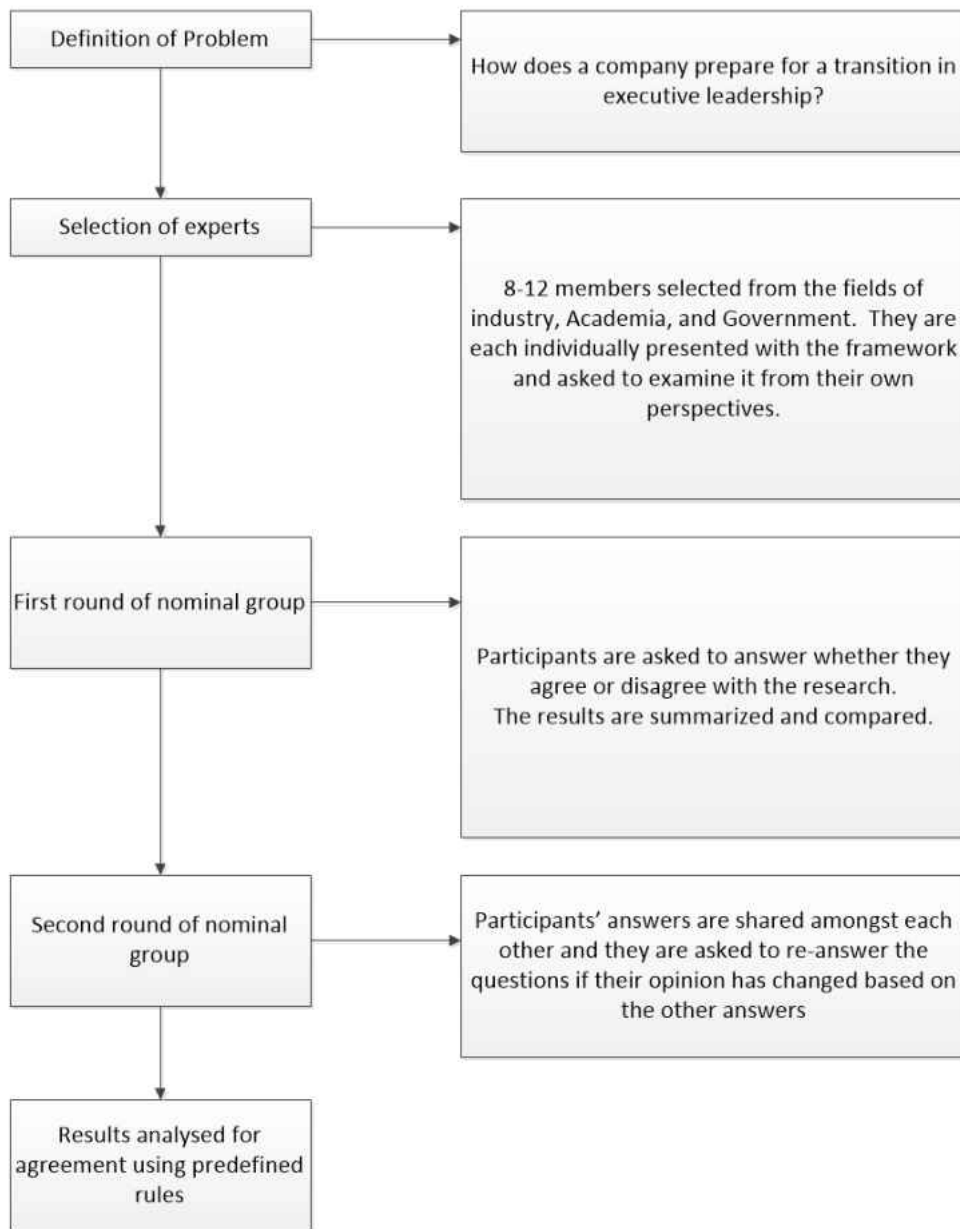 Definition of Problem
How does a company prepare for a transition in
executive leadership?
Selection of experts
8-12 members selected from the fields of
industry, Academia, and Government.  They are
each individually presented with the framework
and asked to examine it from their own
perspectives.
First round of nominal group
Participants are asked to answer whether they
agree or disagree with the research.
The results are summarized and compared.
Second round of nominal
group
Participants’ answers are shared amongst each
other and they are asked to re-answer the
questions if their opinion has changed based on
the other answers
Results analysed for
agreement using predefined
rules